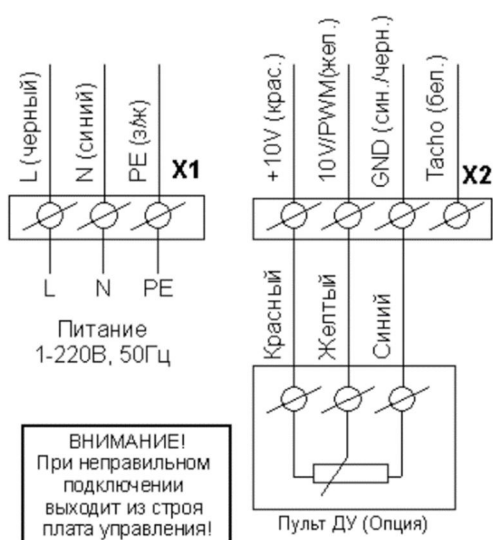 L (черный)
N (синий)
PE (з/ж)
X1
L
N
PE
Питание
1-220В, 50Гц
ВНИМАНИЕ!
При неправильном
подключении
выходит из строя
плата управления!
+10V (крас.)
10V/PWM(жел.)
GND (син./черн.)
Tacho (бел.)
X2
Красный
Желтый
Синий
Пульт ДУ (Опция)